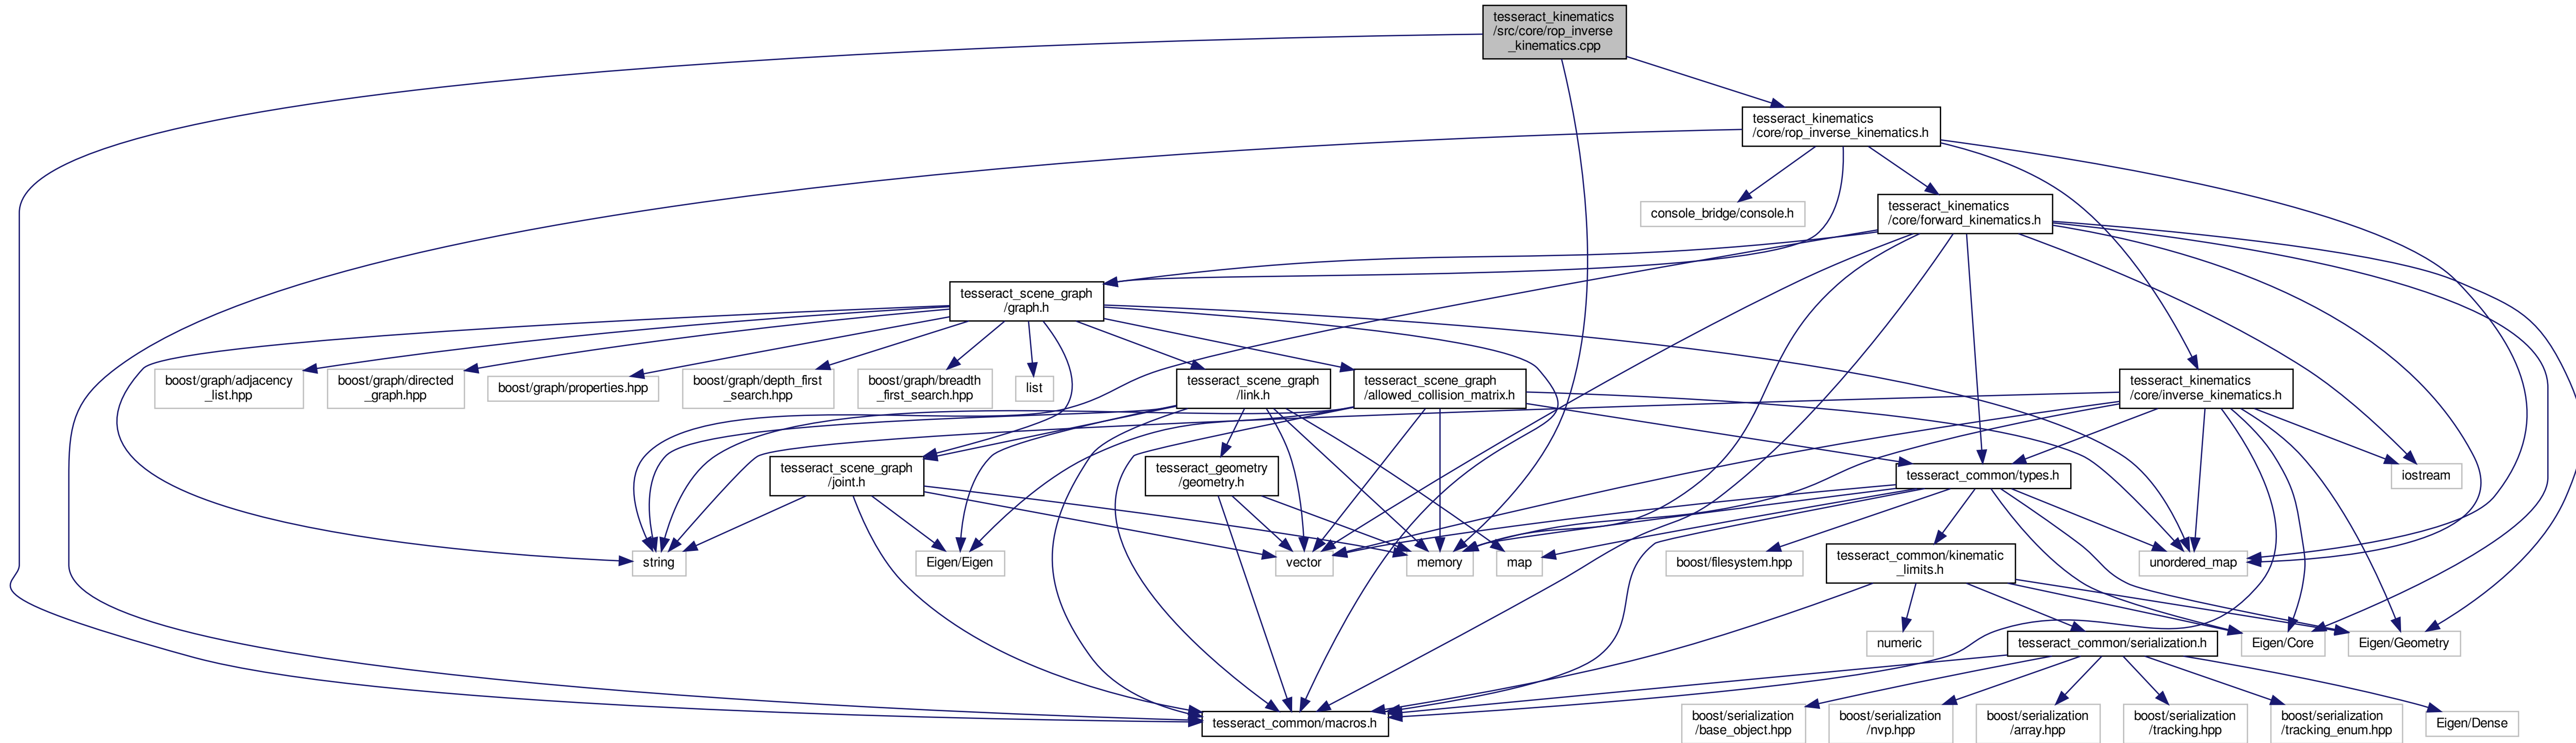 tesseract_kinematics
/src/core/rop_inverse
_kinematics.cpp
tesseract_kinematics
/core/rop_inverse_kinematics.h
console_bridge/console.h
tesseract_kinematics
/core/forward_kinematics.h
tesseract_scene_graph
/graph.h
boost/graph/adjacency
_list.hpp
boost/graph/directed
_graph.hpp
boost/graph/properties.hpp
boost/graph/depth_first
_search.hpp
boost/graph/breadth
_first_search.hpp
list
tesseract_scene_graph
/link.h
tesseract_scene_graph
/allowed_collision_matrix.h
tesseract_kinematics
/core/inverse_kinematics.h
tesseract_scene_graph
/joint.h
tesseract_geometry
/geometry.h
tesseract_common/types.h
iostream
string
Eigen/Eigen
vector
memory
map
boost/filesystem.hpp
tesseract_common/kinematic
_limits.h
unordered_map
numeric
tesseract_common/serialization.h
Eigen/Core
Eigen/Geometry
tesseract_common/macros.h
boost/serialization
/base_object.hpp
boost/serialization
/nvp.hpp
boost/serialization
/array.hpp
boost/serialization
/tracking.hpp
boost/serialization
/tracking_enum.hpp
Eigen/Dense